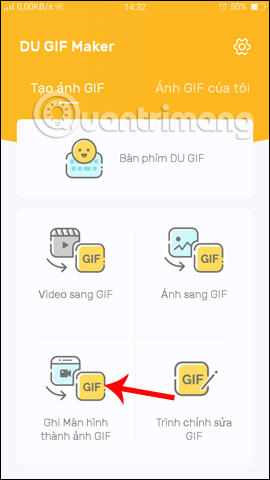 0,00KB/s 14:32 50%
DU GIF Maker
Tạo ảnh GIF Ảnh GIF của tôi
Quantrimang
Bàn phím DU GIF
GIF GIF
Video sang GIF Ảnh sang GIF
GIF GIF
Ghi Màn hình Trình chỉnh sửa
thành ảnh GIF GIF